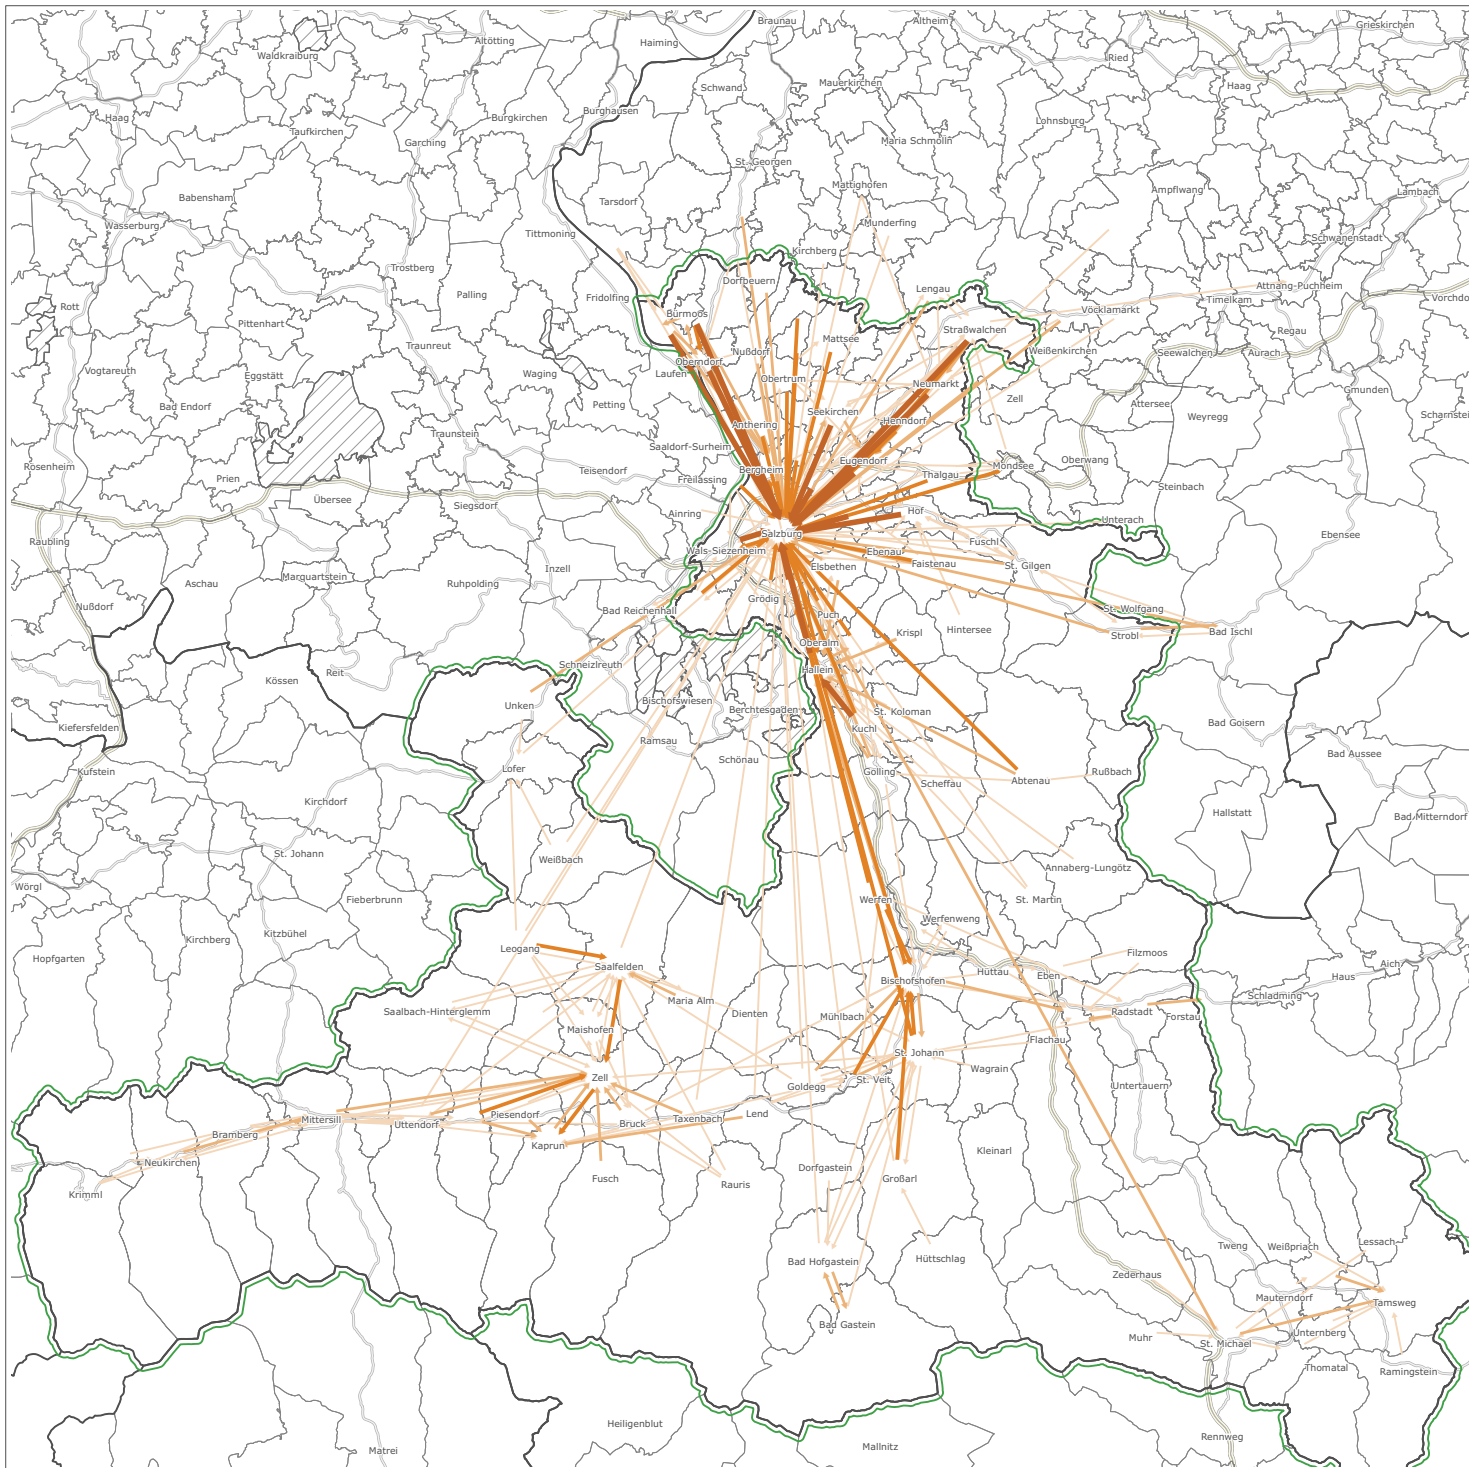 Braunau
Altheim
Grieskirchen
Altötting
Haiming
Waldkraiburg
Ried
Mauerkirchen
Schwand
Haag
Burghausen
Haag
Burgkirchen
Lohnsburg
Taufkirchen
Garching
Maria Schmolln
St. Georgen
Mattighofen
Ampflwang
Lambach
Babensham
Tarsdorf
Munderfing
Wasserburg
Tittmoning
Schwanenstadt
Kirchberg
Trostberg
Dorfbeuern
Lengau
Attnang-Puchheim
Palling
Fridolfing
Timelkam
Vorchdo
Rott
Bürmoos
Vöcklamarkt
Pittenhart
Straßwalchen
Regau
Mattsee
Traunreut
Nußdorf
Weißenkirchen
Seewalchen
Aurach
Oberndorf
Vogtareuth
Eggstätt
Waging
Laufen
Obertrum
Neumarkt
Gmunden
Zell
Bad Endorf
Petting
Seekirchen
Attersee
Weyregg
Scharnstei
Anthering
Henndorf
Traunstein
Saaldorf-Surheim
Rosenheim
Eugendorf
Oberwang
Teisendorf
Bergheim
Mondsee
Prien
Freilassing
Thalgau
Steinbach
Übersee
Siegsdorf
Ainring
Hof
Unterach
Salzburg
Ebensee
Raubling
Fuschl
Wals-Siezenheim
Ebenau
Faistenau
St. Gilgen
Elsbethen
Inzell
Marquartstein
Aschau
Ruhpolding
Grödig
Nußdorf
Bad Reichenhall
Puch
St. Wolfgang
Hintersee
Bad Ischl
Krispl
Strobl
Oberalm
Schneizlreuth
Hallein
Reit
Kössen
Bischofswiesen
Unken
Berchtesgaden
St. Koloman
Bad Goisern
Kiefersfelden
Kuchl
Ramsau
Bad Aussee
Schönau
Lofer
Kufstein
Golling
Rußbach
Abtenau
Scheffau
Kirchdorf
Hallstatt
Bad Mitterndorf
St. Johann
Weißbach
Annaberg-Lungötz
Wörgl
Fieberbrunn
Werfen
St. Martin
Werfenweng
Kitzbühel
Kirchberg
Leogang
Hopfgarten
Filzmoos
Saalfelden
Aich
Hüttau
Eben
Haus
Bischofshofen
Schladming
Maria Alm
Saalbach-Hinterglemm
Dienten
Mühlbach
Radstadt
Forstau
Maishofen
Flachau
St. Johann
Wagrain
Zell
St. Veit
Goldegg
Untertauern
Piesendorf
Lend
Mittersill
Taxenbach
Uttendorf
Bruck
Bramberg
Kaprun
Kleinarl
Neukirchen
Dorfgastein
Fusch
Großarl
Rauris
Krimml
Tweng
Weißpriach
Lessach
Hüttschlag
Bad Hofgastein
Zederhaus
Mauterndorf
Tamsweg
Bad Gastein
Unternberg
Muhr
St. Michael
Thomatal
Ramingstein
Heiligenblut
Rennweg
Mallnitz
Matrei